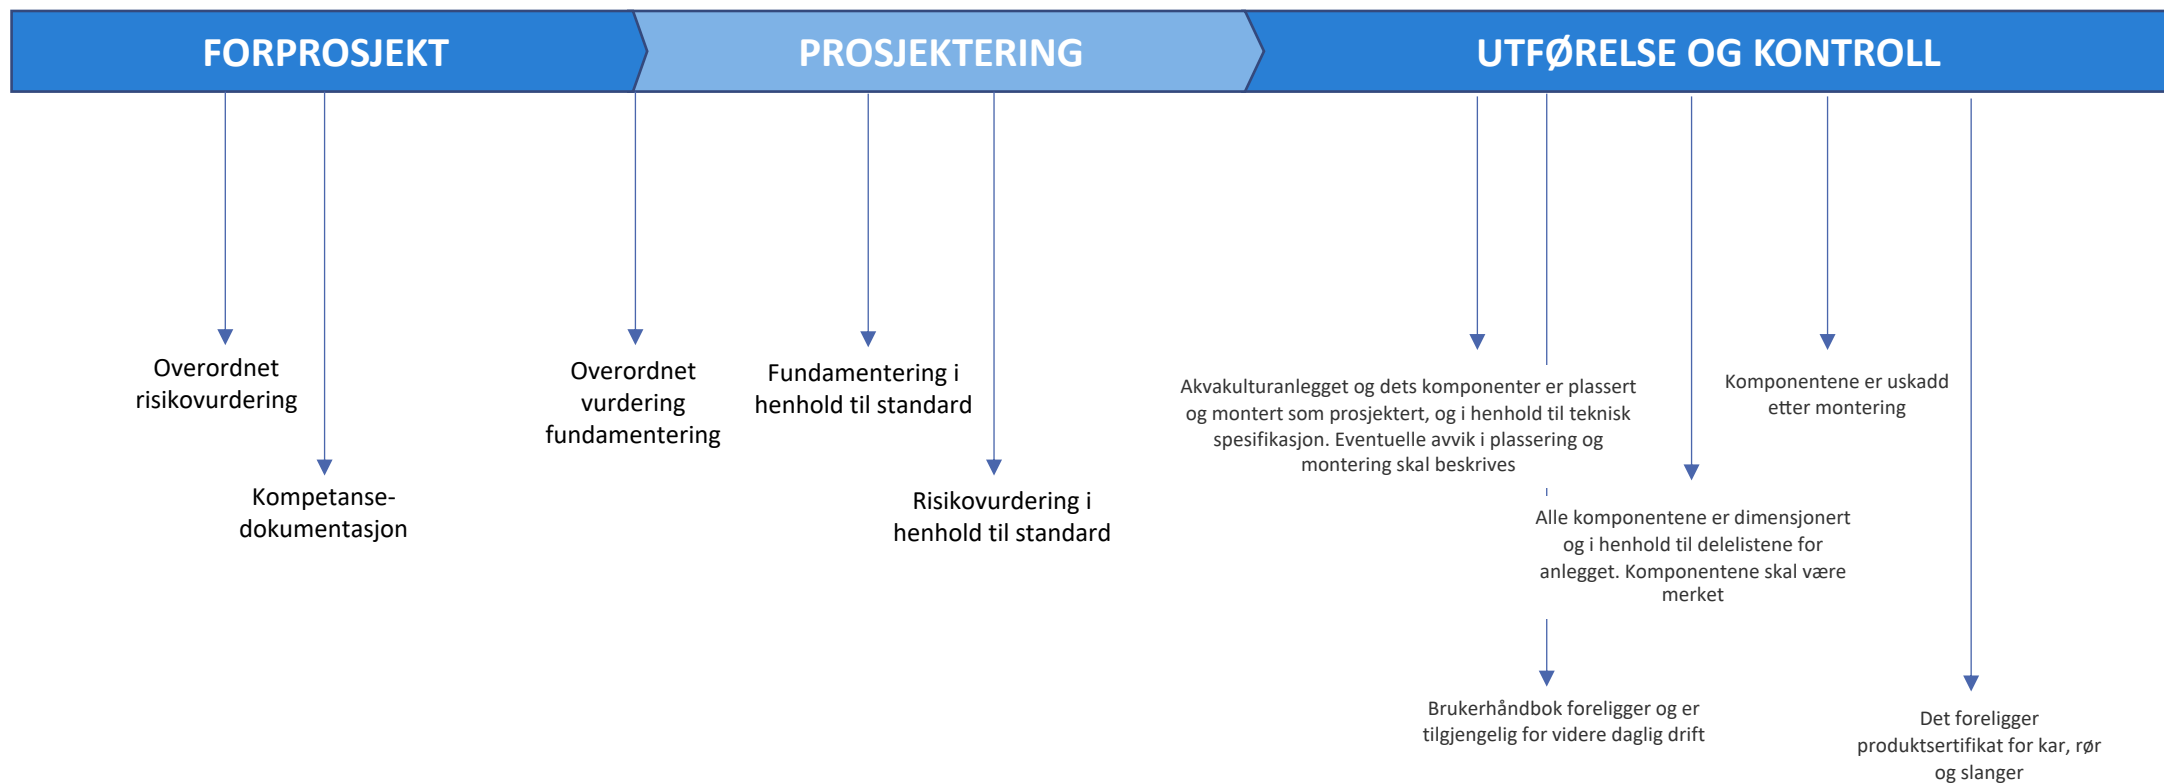 FORPROSJEKT
PROSJEKTERING
UTFØRELSE OG KONTROLL
Overordnet
risikovurdering
Kompetanse-
dokumentasjon
Overordnet
vurdering
fundamentering
Fundamentering i
henhold til standard
Risikovurdering i
henhold til standard
Akvakulturanlegget og dets komponenter er plassert
og montert som prosjektert, og i henhold til teknisk
spesifikasjon. Eventuelle avvik i plassering og
montering skal beskrives
Brukerhåndbok foreligger og er
tilgjengelig for videre daglig drift
Alle komponentene er dimensjonert
og i henhold til delelistene for
anlegget. Komponentene skal være
merket
Komponentene er uskadd
etter montering
Det foreligger
produktsertifikat for kar, rør
og slanger